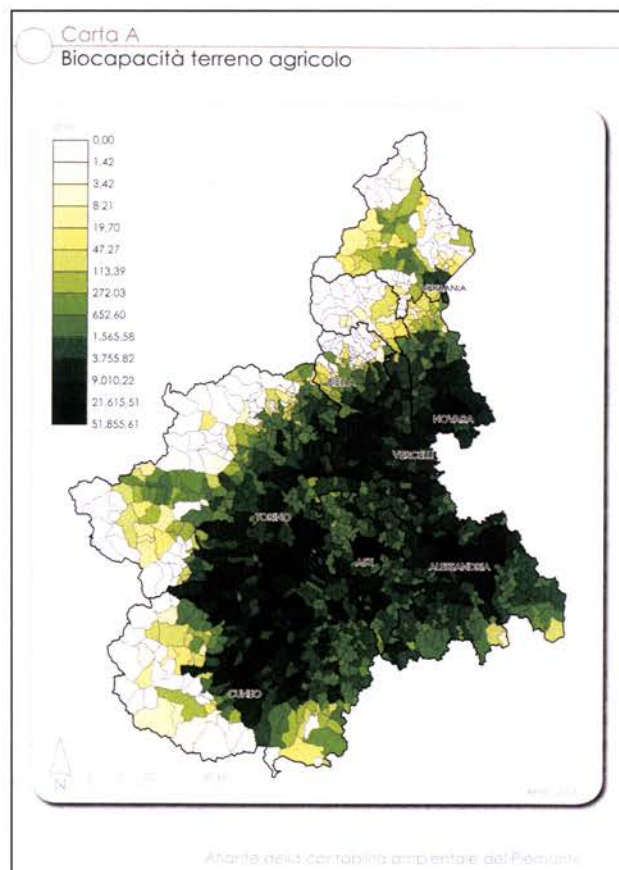 Carta A
Biocapacità terreno agricolo
0,00
1.42
3.42
8.21
19,70
47.27
113,39
272,03
652,60
1.565,58
3.755,82
9.010,22
21.615,51
51.855,61
VERBANIA
BIELLA
NOVARA
VERCELLI
TORINO
ASTI
ALESSANDRIA
CUNEO
N
Atlante della contabilità ambientale del Piemonte